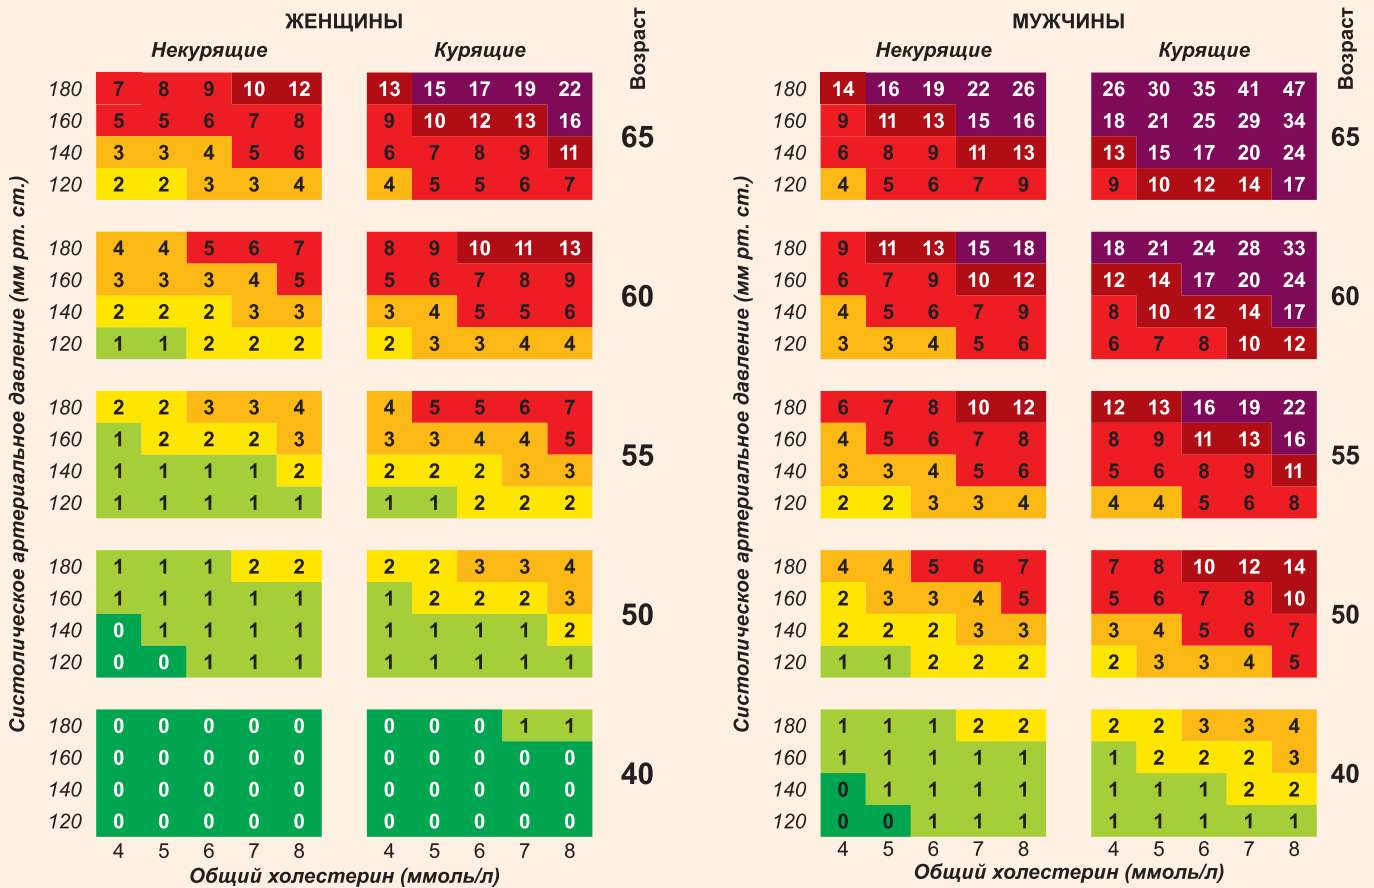 ЖЕНЩИНЫ МУЖЧИНЫ
Некурящие Курящие Возраст Некурящие Курящие Возраст
180 7 8 9 10 12 13 15 17 19 22 14 16 19 22 26 26 30 35 41 47
160 5 5 6 7 8 9 10 12 13 16 9 11 13 15 16 18 21 25 29 34
65 65
140 3 3 4 5 6 6 7 8 9 11 6 8 9 11 13 13 15 17 20 24
120 2 2 3 3 4 4 5 5 6 7 4 5 6 7 9 9 10 12 14 17
180 4 4 5 6 7 8 9 10 11 13 9 11 13 15 18 18 21 24 28 33
160 3 3 3 4 5 5 6 7 8 9 6 7 9 10 12 12 14 17 20 24
60 60
140 2 2 2 3 3 3 4 5 5 6 4 5 6 7 9 8 10 12 14 17
120 1 1 2 2 2 2 3 3 4 4 3 3 4 5 6 6 7 8 10 12
180 2 2 3 3 4 4 5 5 6 7 6 7 8 10 12 12 13 16 19 22
160 1 2 2 2 3 3 3 4 4 5 4 5 6 7 8 8 9 11 13 16
55 55
140 1 1 1 1 2 2 2 2 3 3 3 3 4 5 6 5 6 8 9 11
120 1 1 1 1 1 1 1 2 2 2 2 2 3 3 4 4 4 5 6 8
180 1 1 1 2 2 2 2 3 3 4 4 4 5 6 7 7 8 10 12 14
160 1 1 1 1 1 1 2 2 2 3 2 3 3 4 5 5 6 7 8 10
50 50
140 0 1 1 1 1 1 1 1 1 2 2 2 2 3 3 3 4 5 6 7
120 0 0 1 1 1 1 1 1 1 1 1 1 2 2 2 2 3 3 4 5
180 0 0 0 0 0 0 0 0 1 1 1 1 1 2 2 2 2 3 3 4
160 0 0 0 0 0 0 0 0 0 0 1 1 1 1 1 1 2 2 2 3
40 40
140 0 0 0 0 0 0 0 0 0 0 0 1 1 1 1 1 1 1 2 2
120 0 0 0 0 0 0 0 0 0 0 0 0 1 1 1 1 1 1 1 1
4 5 6 7 8 4 5 6 7 8 4 5 6 7 8 4 5 6 7 8
Общий холестерин (ммоль/л) Общий холестерин (ммоль/л)
Систолическое артериальное давление (мм рт. ст.)
Систолическое артериальное давление (мм рт. ст.)